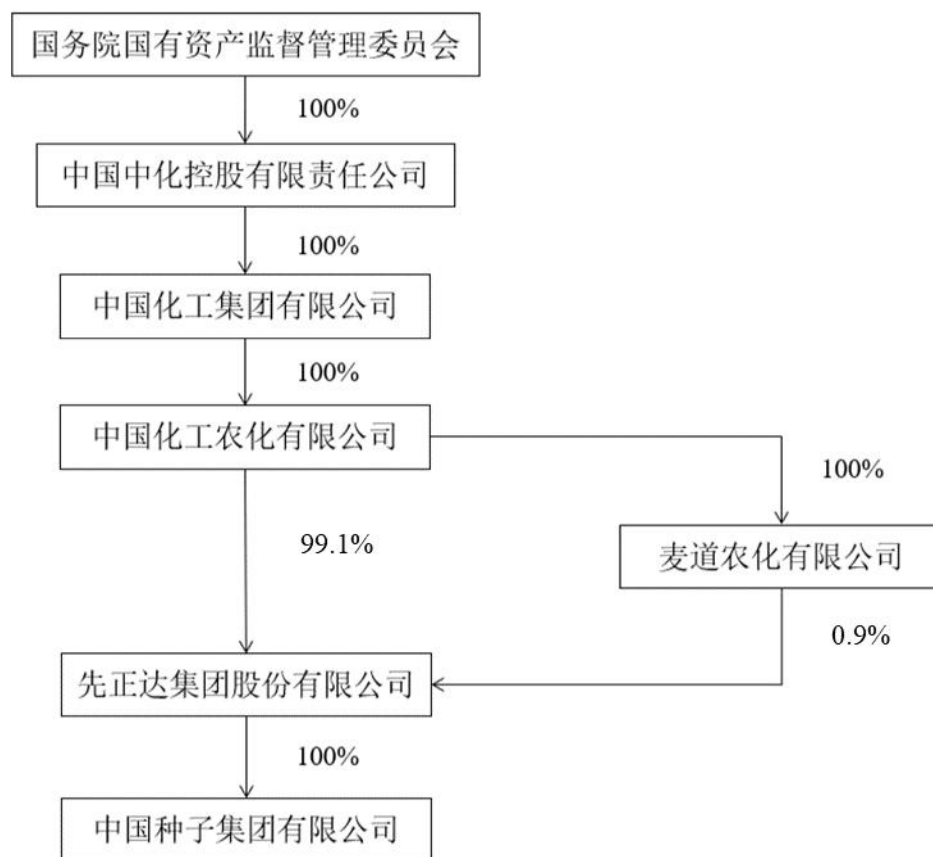 国务院国有资产监督管理委员会
100%
中国中化控股有限责任公司
100%
中国化工集团有限公司
100%
中国化工农化有限公司
100%
99.1%
麦道农化有限公司
0.9%
先正达集团股份有限公司
100%
中国种子集团有限公司